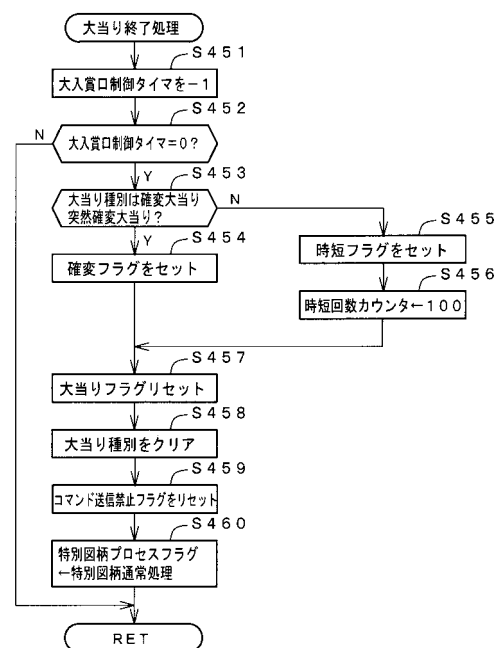 大当り終了処理
S451
大入賞口制御タイマを-1
S452
N
大入賞口制御タイマ=0?
Y
S453
大当り種別は確変大当り
突然確変大当り?
N
Y
S454
確変フラグをセット
S455
時短フラグをセット
S456
時短回数カウンタ←100
S457
大当りフラグリセット
S458
大当り種別をクリア
S459
コマンド送信禁止フラグをリセット
S460
特別図柄プロセスフラグ
←特別図柄通常処理
RET